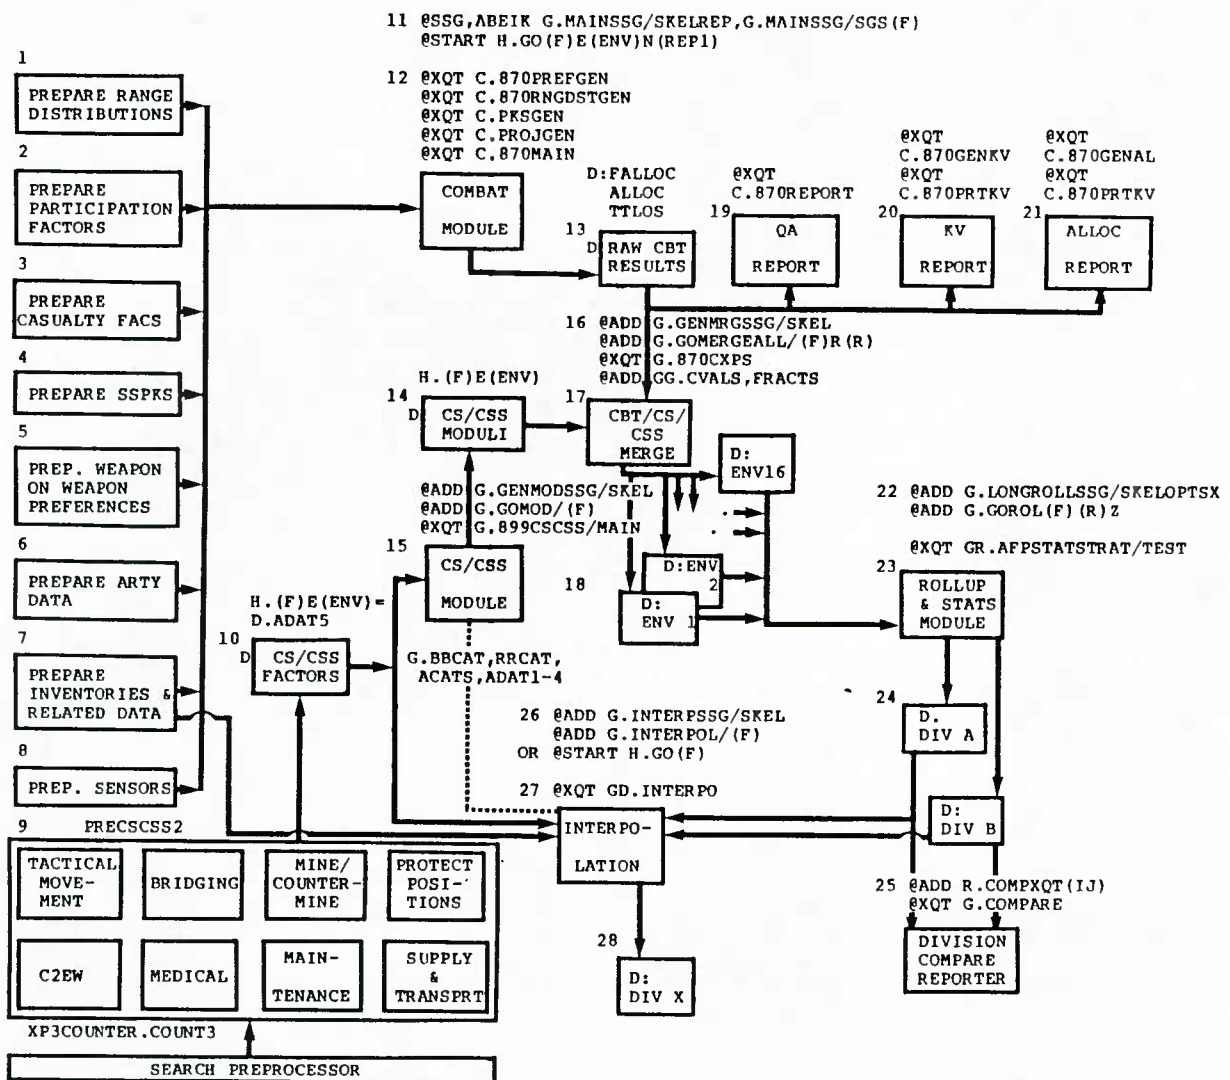 11 @SSG,ABEIK G.MAINSSG/SKELREP,G.MAINSSG/SGS(F)
@START H.GO(F)E(ENV)N(REP1)
1
PREPARE RANGE
DISTRIBUTIONS
2
PREPARE
PARTICIPATION
FACTORS
3
PREPARE
CASUALTY FACS
4
PREPARE SSPKS
5
PREP. WEAPON
ON WEAPON
PREFERENCES
6
PREPARE ARTY
DATA
7
PREPARE
INVENTORIES &
RELATED DATA
8
PREP. SENSORS
12 @XQT C.870PREFGEN
@XQT C.870RNGDSTGEN
@XQT C.PKSGEN
@XQT C.PROJGEN
@XQT C.870MAIN
COMBAT
MODULE
D:FALLOC
ALLOC
TTLOS
13
D RAW CBT
RESULTS
@XQT
C.870REPORT
19
QA
REPORT
@XQT
C.870GENKV
@XQT
C.870PRTKV
20
KV
REPORT
@XQT
C.870GENAL
@XQT
C.870PRTKV
21
ALLOC
REPORT
16 @ADD G.GENMRGSSG/SKEL
@ADD G.GOMERGEALL/(F)R(R)
@XQT G.870CXPS
@ADD GG.CVALS,FRACTS
H.(F)E(ENV)
14
D CS/CSS
MODULI
17
CBT/CS/
CSS
MERGE
D:
ENV16
@ADD G.GENMODSSG/SKEL
@ADD G.GOMOD/(F)
@XQT G.899CSCSS/MAIN
15
CS/CSS
MODULE
18
D:ENV
2
D:
ENV 1
22 @ADD G.LONGROLLSSG/SKELOPTSX
@ADD G.GOROL(F)(R)Z
@XQT GR.AFPSTATSTRAT/TEST
23
ROLLUP
& STATS
MODULE
H.(F)E(ENV)=
D.ADAT5
10
D CS/CSS
FACTORS
G.BBCAT,RRCAT,
ACATS,ADAT1-4
24
D.
DIV A
26 @ADD G.INTERPSSG/SKEL
@ADD G.INTERPOL/(F)
OR @START H.GO(F)
27 @XQT GD.INTERPO
INTERPO-
LATION
D:
DIV B
25 @ADD R.COMPXQT(IJ)
@XQT G.COMPARE
DIVISION
COMPARE
REPORTER
28
D:
DIV X
9 PRECSCSS2
TACTICAL
MOVE-
MENT
BRIDGING
MINE/
COUNTER-
MINE
PROTECT
POSI-
TIONS
C2EW
MEDICAL
MAIN-
TENANCE
SUPPLY
&
TRANSPRT
XP3COUNTER.COUNT3
SEARCH PREPROCESSOR